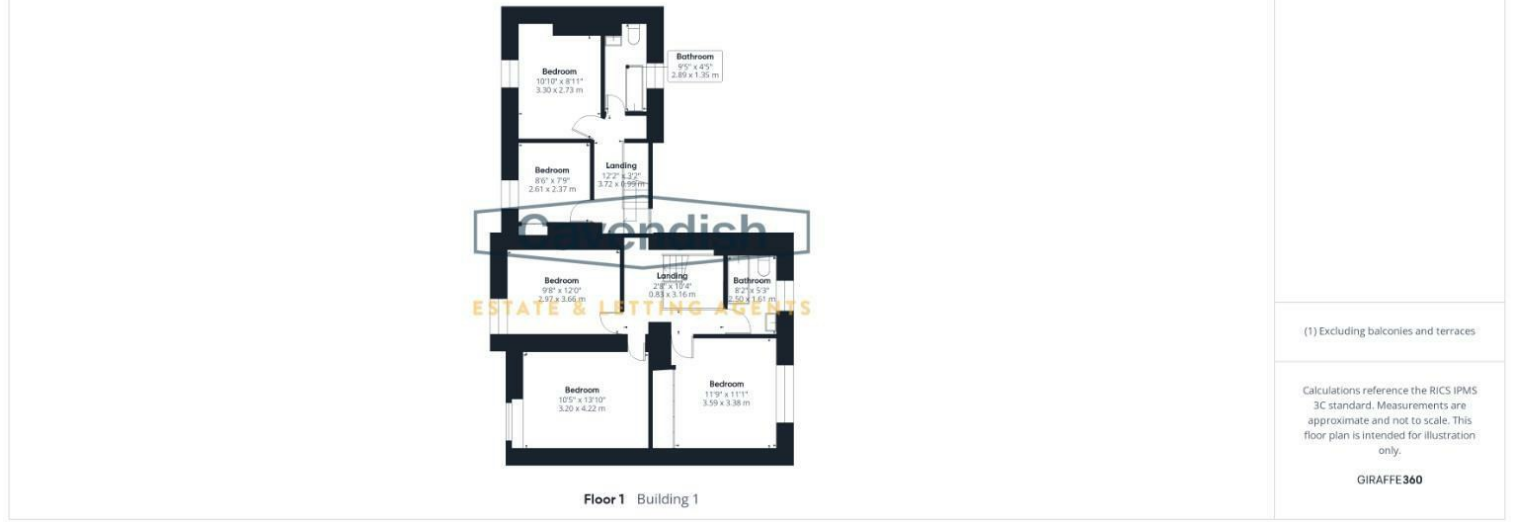 Bedroom
10'10" x 8'11"
3.30 x 2.73 m
Bathroom
9'5" x 4'5"
2.89 x 1.35 m
Bedroom
8'6" x 7'9"
2.61 x 2.37 m
Landing
12'2" x 3'2"
3.72 x 0.99 m
Cavendish
ESTATE & LETTING AGENTS
Bedroom
9'8" x 12'0"
2.97 x 3.66 m
Landing
2'8" x 10'4"
0.83 x 3.16 m
Bathroom
8'2" x 5'3"
2.50 x 1.61 m
Bedroom
10'5" x 13'10"
3.20 x 4.22 m
Bedroom
11'9" x 11'1"
3.59 x 3.38 m
Floor 1 Building 1
(1) Excluding balconies and terraces
Calculations reference the RICS IPMS
3C standard. Measurements are
approximate and not to scale. This
floor plan is intended for illustration
only.
GIRAFFE360